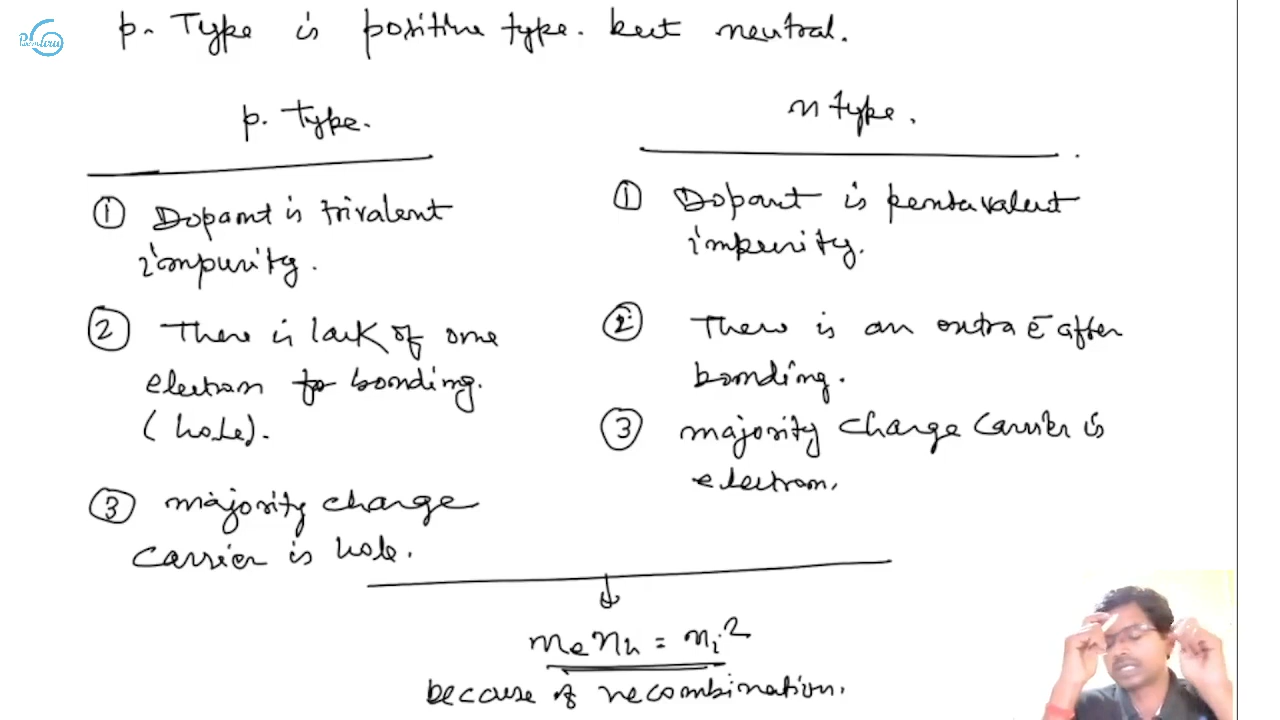 p. Type is positive type. but neutral.
p. Type.
① Dopant is trivalent
impurity.
② There is lack of one
electron to bonding.
(hole).
③ majority charge
carrier is hole.
n type.
① Dopant is pentavalent
impurity.
② There is an extra e⁻ after
bonding.
③ majority charge carrier is
electron.
nₑnₕ = nᵢ²
because of recombination.